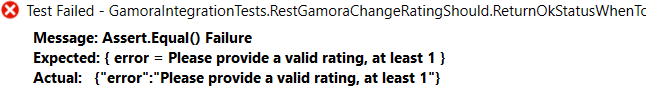 Test Failed - GamoraIntegrationTests.RestGamoraChangeRatingShould.ReturnOkStatusWhenTo
Message: Assert.Equal() Failure
Expected: { error = Please provide a valid rating, at least 1 }
Actual: {"error":"Please provide a valid rating, at least 1"}